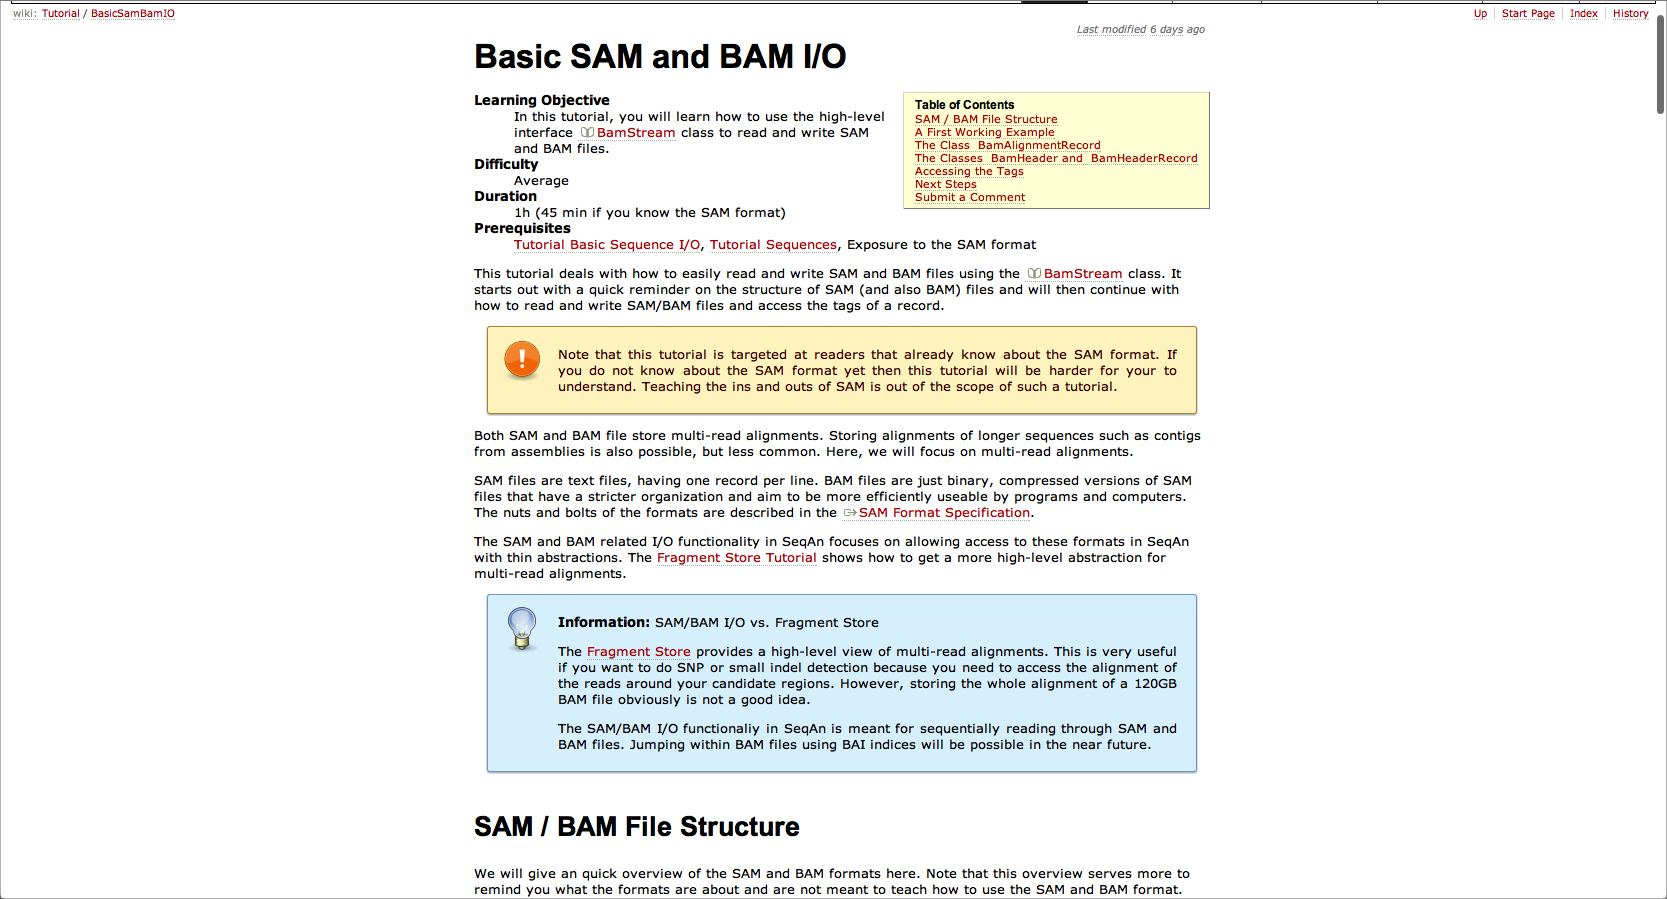 wiki: Tutorial / BasicSamBamIO
Up
Start Page
Index
History
Last modified 6 days ago
Basic SAM and BAM I/O
Learning Objective
In this tutorial, you will learn how to use the high-level
interface BamStream class to read and write SAM
and BAM files.
Difficulty
Average
Duration
1h (45 min if you know the SAM format)
Prerequisites
Tutorial Basic Sequence I/O, Tutorial Sequences, Exposure to the SAM format
Table of Contents
SAM / BAM File Structure
A First Working Example
The Class BamAlignmentRecord
The Classes BamHeader and BamHeaderRecord
Accessing the Tags
Next Steps
Submit a Comment
This tutorial deals with how to easily read and write SAM and BAM files using the BamStream class. It
starts out with a quick reminder on the structure of SAM (and also BAM) files and will then continue with
how to read and write SAM/BAM files and access the tags of a record.
Note that this tutorial is targeted at readers that already know about the SAM format. If
you do not know about the SAM format yet then this tutorial will be harder for your to
understand. Teaching the ins and outs of SAM is out of the scope of such a tutorial.
Both SAM and BAM file store multi-read alignments. Storing alignments of longer sequences such as contigs
from assemblies is also possible, but less common. Here, we will focus on multi-read alignments.
SAM files are text files, having one record per line. BAM files are just binary, compressed versions of SAM
files that have a stricter organization and aim to be more efficiently useable by programs and computers.
The nuts and bolts of the formats are described in the SAM Format Specification.
The SAM and BAM related I/O functionality in SeqAn focuses on allowing access to these formats in SeqAn
with thin abstractions. The Fragment Store Tutorial shows how to get a more high-level abstraction for
multi-read alignments.
Information: SAM/BAM I/O vs. Fragment Store
The Fragment Store provides a high-level view of multi-read alignments. This is very useful
if you want to do SNP or small indel detection because you need to access the alignment of
the reads around your candidate regions. However, storing the whole alignment of a 120GB
BAM file obviously is not a good idea.
The SAM/BAM I/O functionaliy in SeqAn is meant for sequentially reading through SAM and
BAM files. Jumping within BAM files using BAI indices will be possible in the near future.
SAM / BAM File Structure
We will give an quick overview of the SAM and BAM formats here. Note that this overview serves more to
remind you what the formats are about and are not meant to teach how to use the SAM and BAM format.